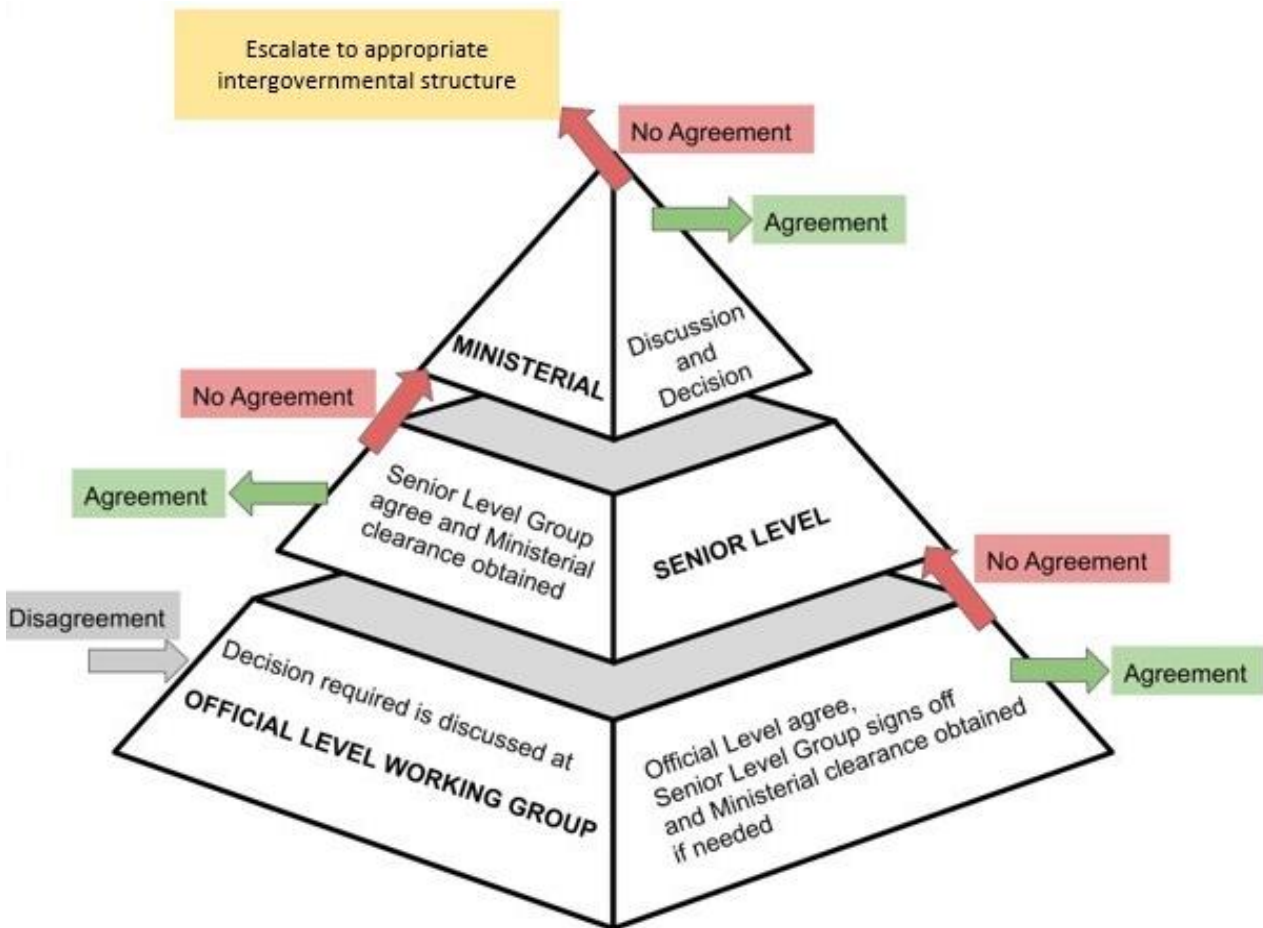 Escalate to appropriate
intergovernmental structure
No Agreement
Agreement
MINISTERIAL
Discussion
and
Decision
No Agreement
Agreement
Senior Level Group
agree and Ministerial
clearance obtained
SENIOR LEVEL
No Agreement
Disagreement
Agreement
Decision required is discussed at
OFFICIAL LEVEL WORKING GROUP
Official Level agree,
Senior Level Group signs off
and Ministerial clearance obtained
if needed